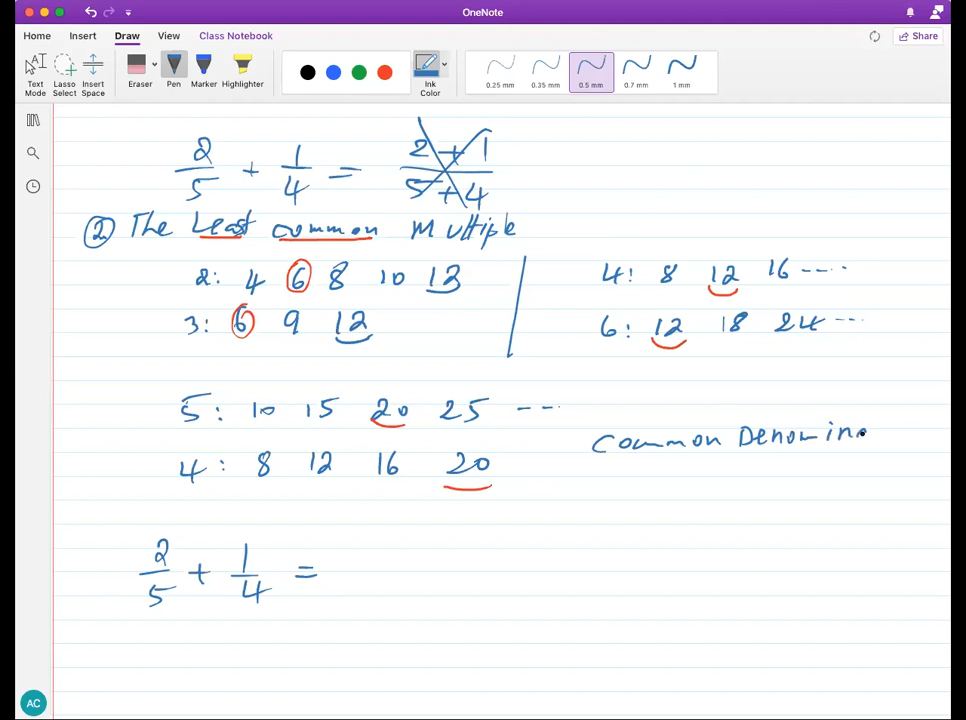 OneNote
Home Insert Draw View Class Notebook Share
Text Mode Lasso Select Insert Space Eraser Pen Marker Highlighter Ink Color 0.25 mm 0.35 mm 0.5 mm 0.7 mm 1 mm
2/5 + 1/4 = 2 + 1/5 + 4
② The Least common Multiple
2: 4 6 8 10 12
3: 6 9 12
4: 8 12 16 ----
6: 12 18 24 ---
5: 10 15 20 25 ---
4: 8 12 16 20
Common Denomin
2/5 + 1/4 =
AC